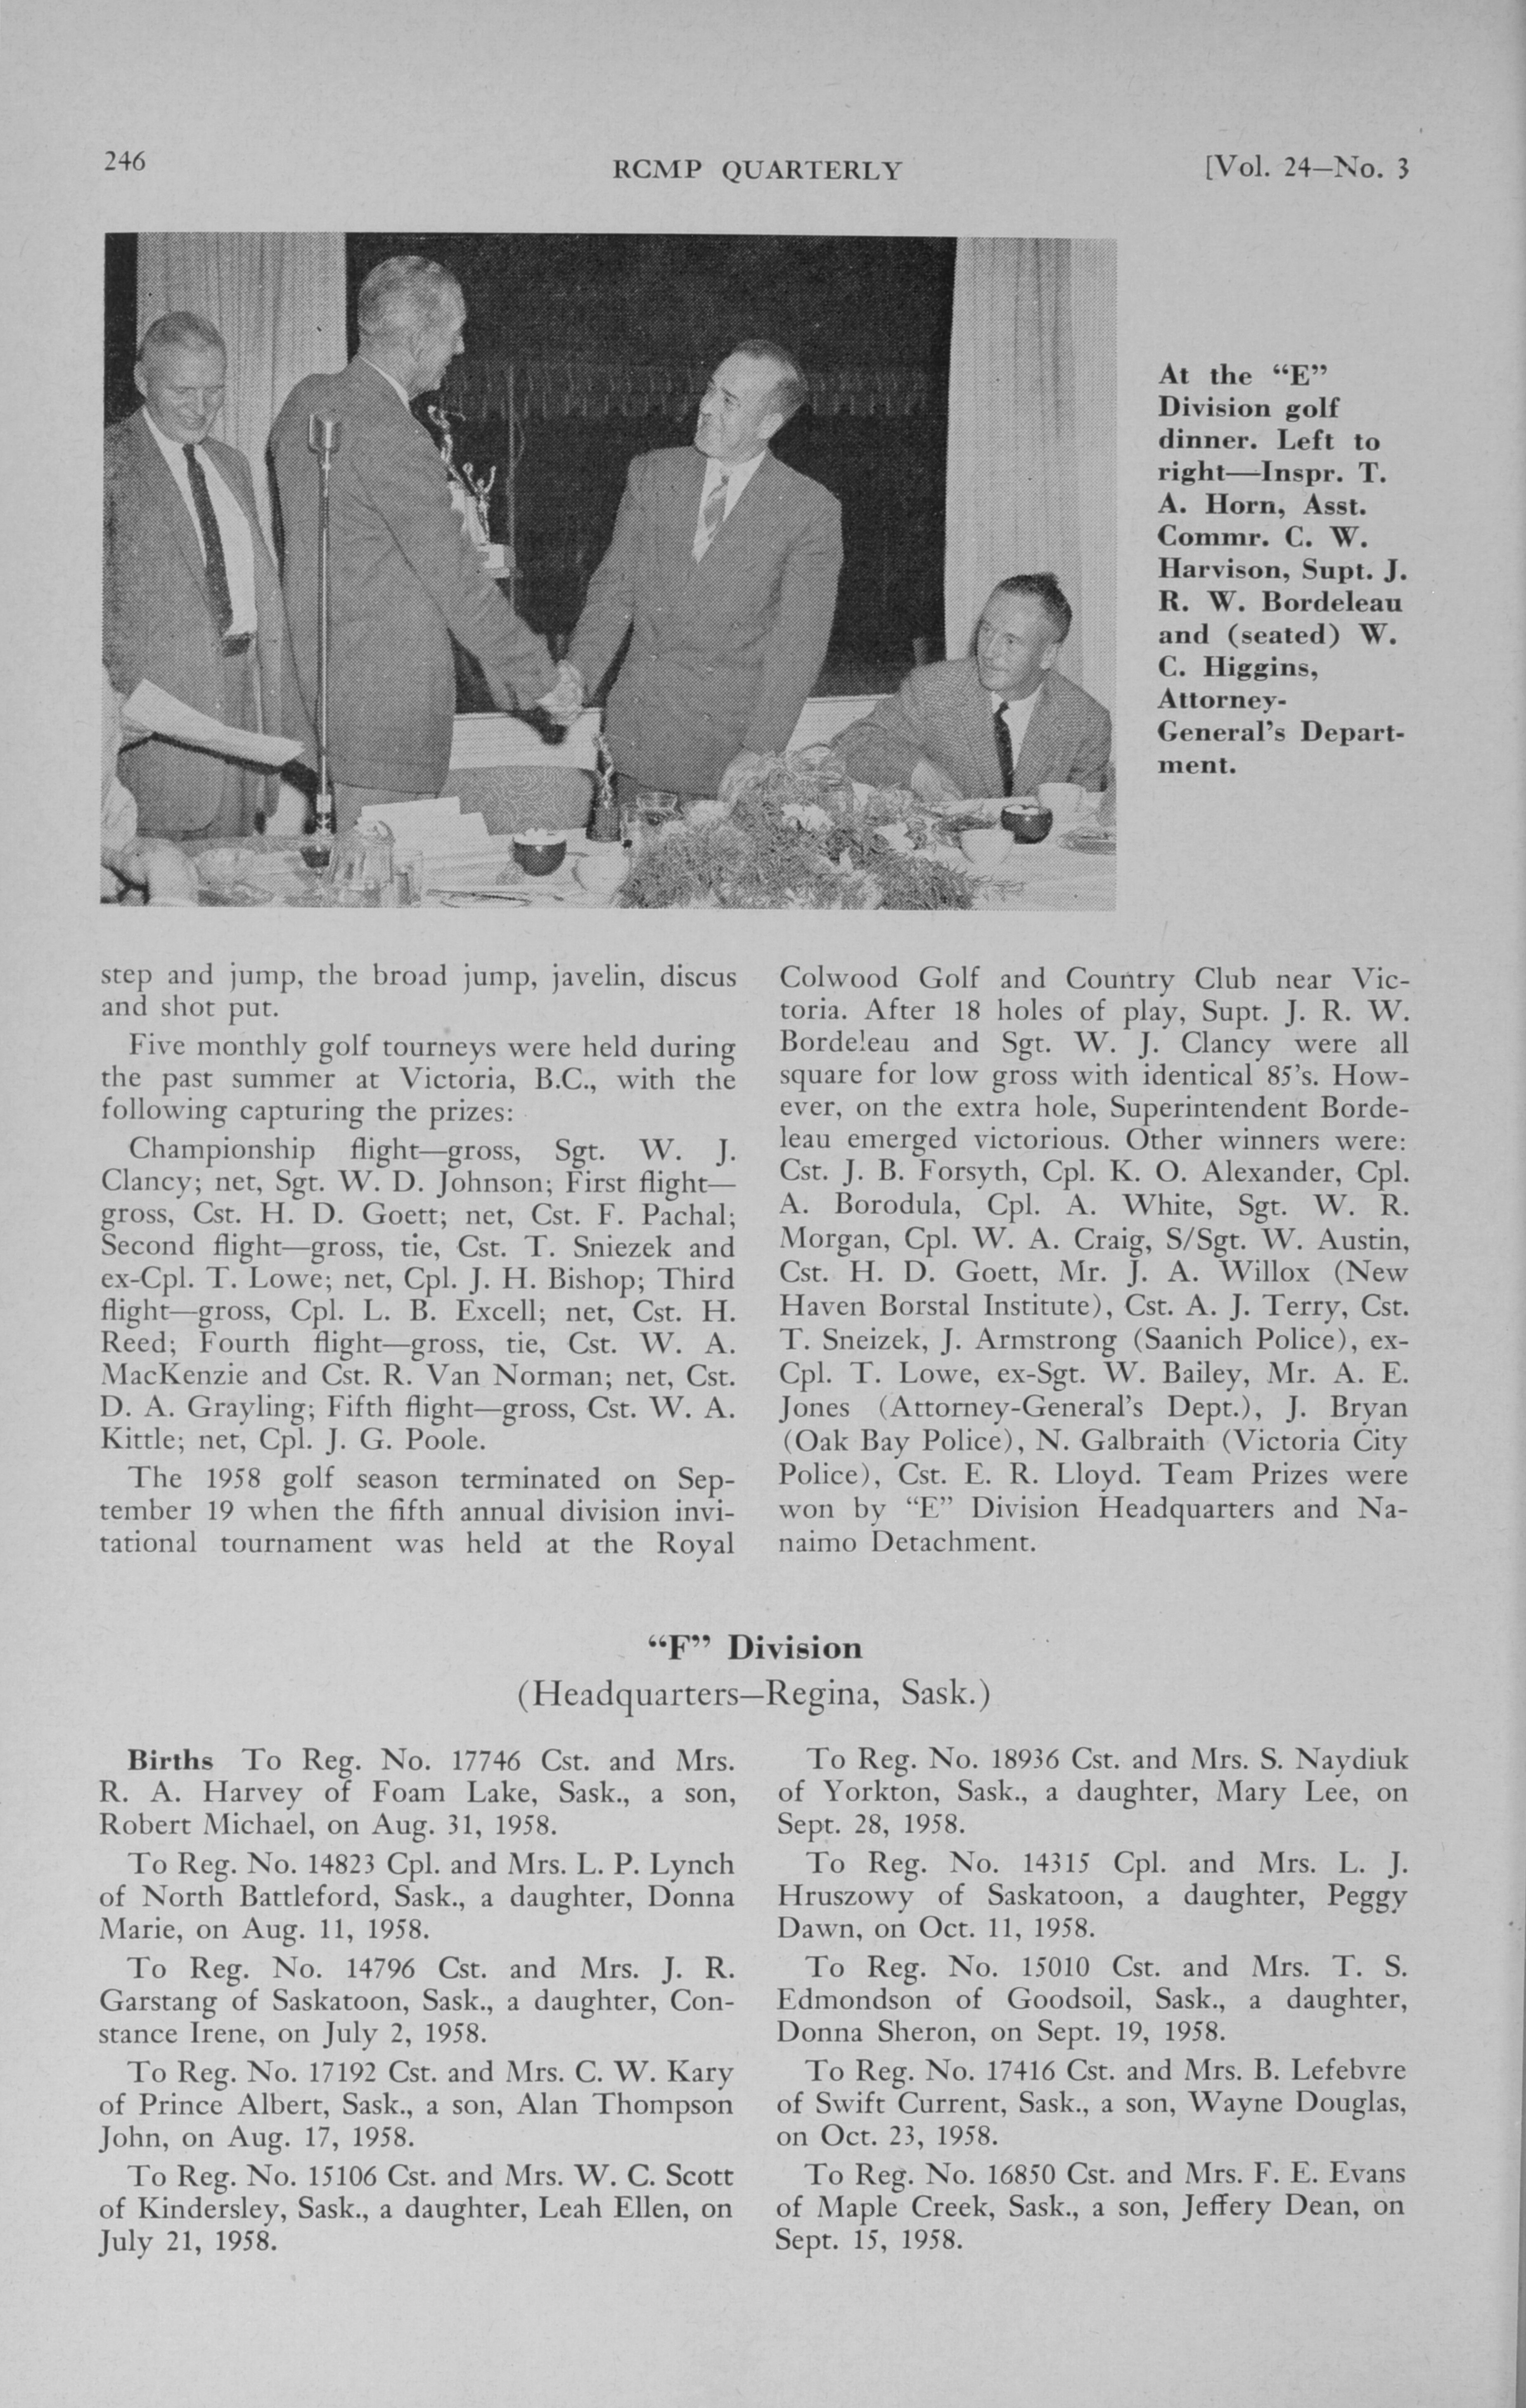 246
RCMP QUARTERLY
[Vol. 24—No. 3
At the “E”
Division golf
dinner. Left to
right—Inspr. T.
A. Horn, Asst.
Commr. C. W.
Harvison, Supt. J.
R. W. Bordeleau
and (seated) W.
C. Higgins,
Attorney-
General’s Depart-
ment.
step and jump, the broad jump, javelin, discus
and shot put.
Five monthly golf tourneys were held during
the past summer at Victoria, B.C., with the
following capturing the prizes:
Championship flight—gross, Sgt. W. J.
Clancy; net, Sgt. W. D. Johnson; First flight—
gross, Cst. H. D. Goett; net, Cst. F. Pachal;
Second flight—gross, tie, Cst. T. Sniezek and
ex-Cpl. T. Lowe; net, Cpl. J. H. Bishop; Third
flight—gross, Cpl. L. B. Excell; net, Cst. H.
Reed; Fourth flight—gross, tie, Cst. W. A.
MacKenzie and Cst. R. Van Norman; net, Cst.
D. A. Grayling; Fifth flight—gross, Cst. W. A.
Kittle; net, Cpl. J. G. Poole.
The 1958 golf season terminated on Sep-
tember 19 when the fifth annual division invi-
tational tournament was held at the Royal
Colwood Golf and Country Club near Vic-
toria. After 18 holes of play, Supt. J. R. W.
Bordeleau and Sgt. W. J. Clancy were all
square for low gross with identical 85’s. How-
ever, on the extra hole, Superintendent Borde-
leau emerged victorious. Other winners were:
Cst. J. B. Forsyth, Cpl. K. O. Alexander, Cpl.
A. Borodula, Cpl. A. White, Sgt. W. R.
Morgan, Cpl. W. A. Craig, S/Sgt. W. Austin,
Cst. H. D. Goett, Mr. J. A. Willox (New
Haven Borstal Institute), Cst. A. J. Terry, Cst.
T. Sneizek, J. Armstrong (Saanich Police), ex-
Cpl. T. Lowe, ex-Sgt. W. Bailey, Mr. A. E.
Jones (Attorney-General’s Dept.), J. Bryan
(Oak Bay Police), N. Galbraith (Victoria City
Police), Cst. E. R. Lloyd. Team Prizes were
won by “E” Division Headquarters and Na-
naimo Detachment.
“F” Division
(Headquarters—Regina, Sask.)
Births To Reg. No. 17746 Cst. and Mrs.
R. A. Harvey of Foam Lake, Sask., a son,
Robert Michael, on Aug. 31, 1958.
To Reg. No. 14823 Cpl. and Mrs. L. P. Lynch
of North Battleford, Sask., a daughter, Donna
Marie, on Aug. 11, 1958.
To Reg. No. 14796 Cst. and Mrs. J. R.
Garstang of Saskatoon, Sask., a daughter, Con-
stance Irene, on July 2, 1958.
To Reg. No. 17192 Cst. and Mrs. C. W. Kary
of Prince Albert, Sask., a son, Alan Thompson
John, on Aug. 17, 1958.
To Reg. No. 15106 Cst. and Mrs. W. C. Scott
of Kindersley, Sask., a daughter, Leah Ellen, on
July 21, 1958.
To Reg. No. 18936 Cst. and Mrs. S. Naydiuk
of Yorkton, Sask., a daughter, Mary Lee, on
Sept. 28, 1958.
To Reg. No. 14315 Cpl. and Mrs. L. J.
Hruszowy of Saskatoon, a daughter, Peggy
Dawn, on Oct. 11, 1958.
To Reg. No. 15010 Cst. and Mrs. T. S.
Edmondson of Goodsoil, Sask., a daughter,
Donna Sheron, on Sept. 19, 1958.
To Reg. No. 17416 Cst. and Mrs. B. Lefebvre
of Swift Current, Sask., a son, Wayne Douglas,
on Oct. 23, 1958.
To Reg. No. 16850 Cst. and Mrs. F. E. Evans
of Maple Creek, Sask., a son, Jeffery Dean, on
Sept. 15, 1958.